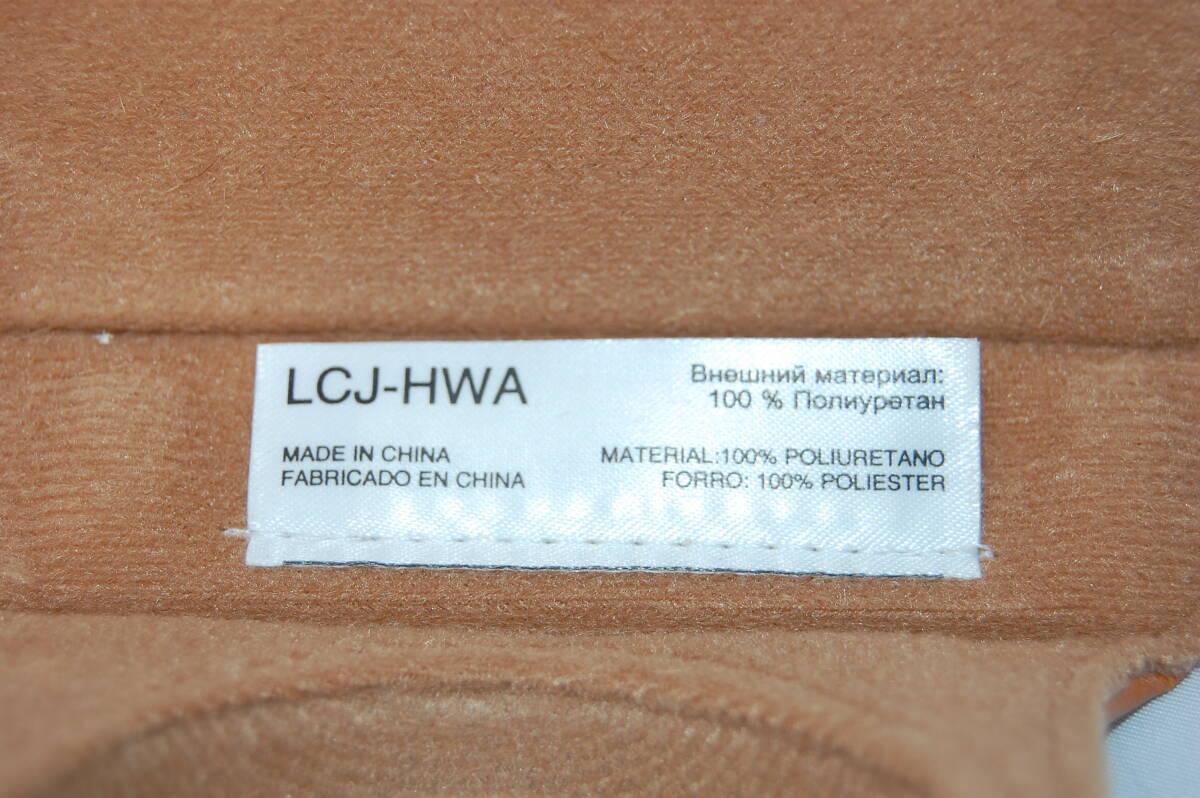 LCJ-HWA
Внешний материал:
100 % Полиуретан
MADE IN CHINA
FABRICADO EN CHINA
MATERIAL:100% POLIURETANO
FORRO: 100% POLIESTER